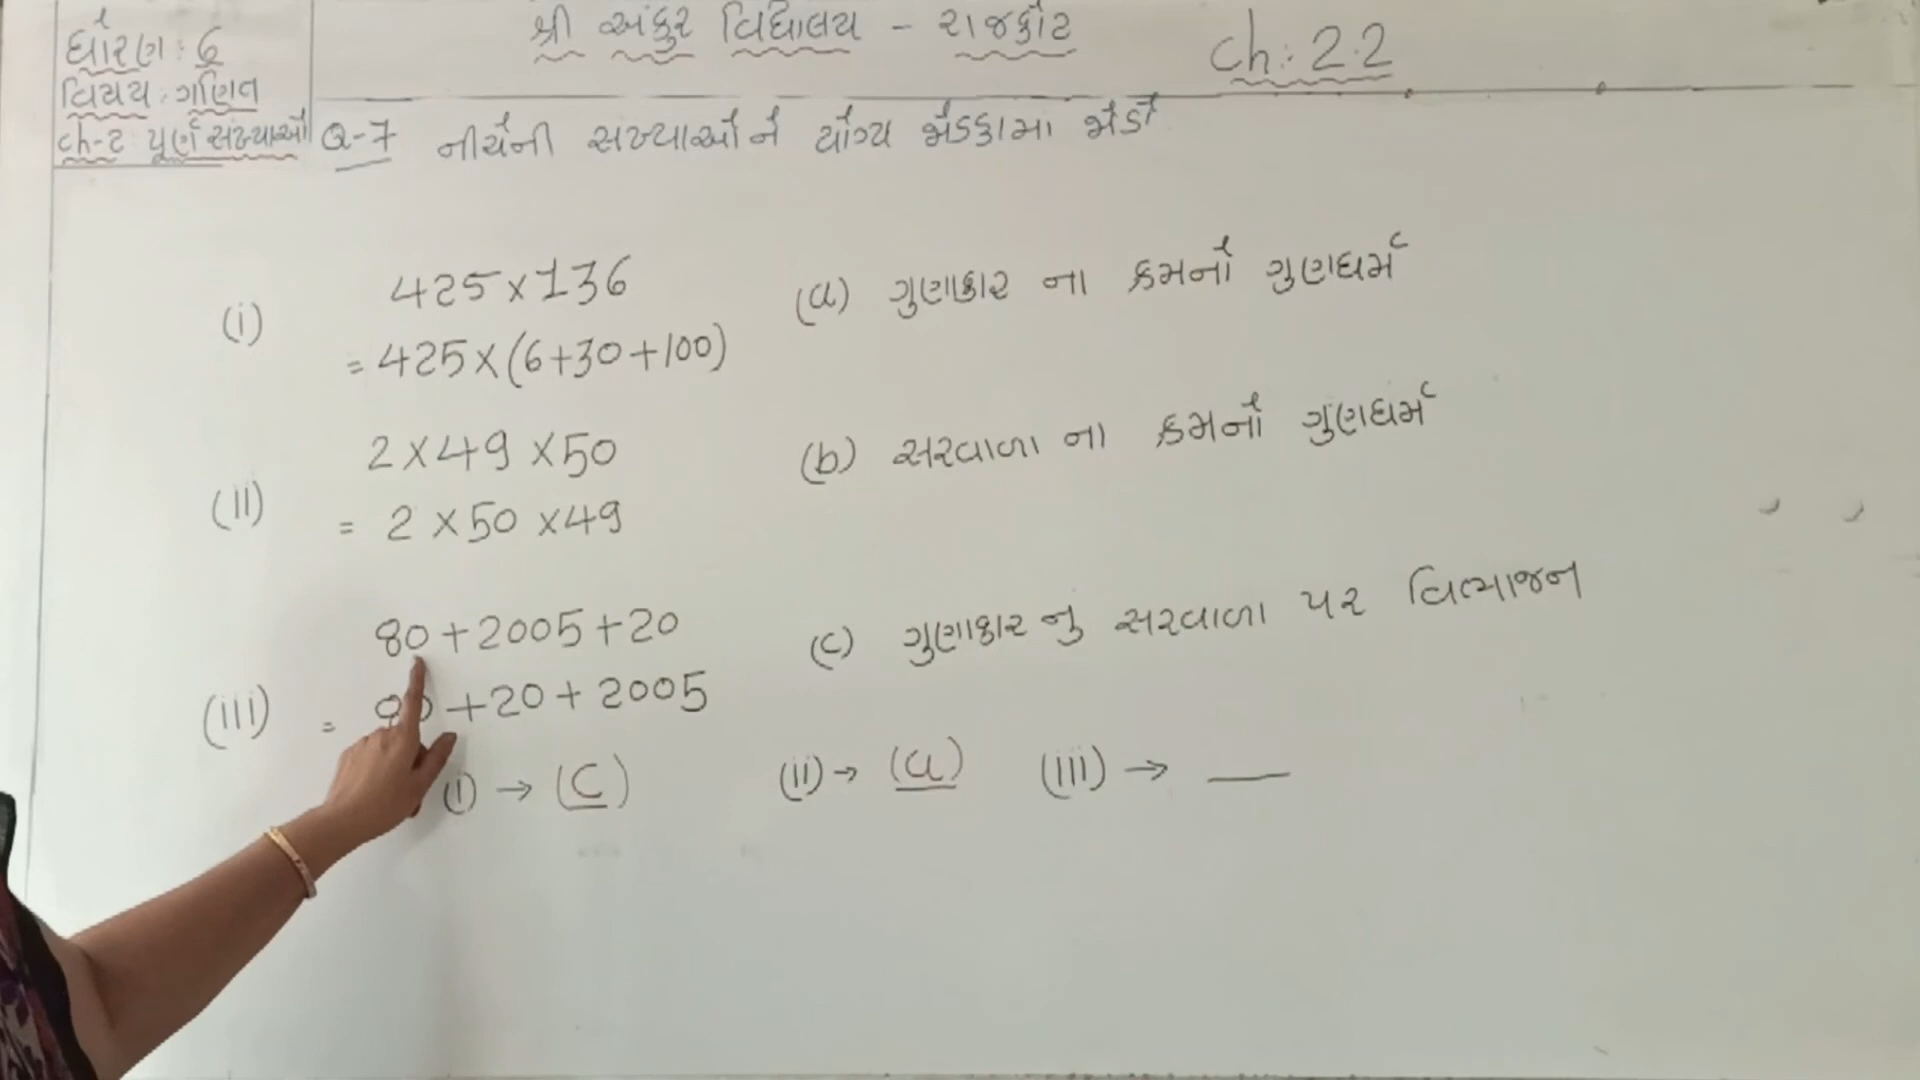 ધોરણ : 6
શ્રી અંકુર વિદ્યાલય - રાજકોટ
ch : 2.2
વિષય : ગણિત
ch-2 પૂર્ણ સંખ્યાઓ
Q-7 નીચેની સંખ્યાઓને યોગ્ય જોડકામા જોડો
(i) 425 x 136
= 425 x (6+30+100)
(a) ગુણાકાર ના ક્રમનો ગુણધર્મ
(ii) 2 x 49 x 50
= 2 x 50 x 49
(b) સરવાળા ના ક્રમનો ગુણધર્મ
(iii) 80 + 2005 + 20
= 80 + 20 + 2005
(c) ગુણાકાર નુ સરવાળા પર વિભાજન
(i) → (c) (ii) → (a) (iii) → __